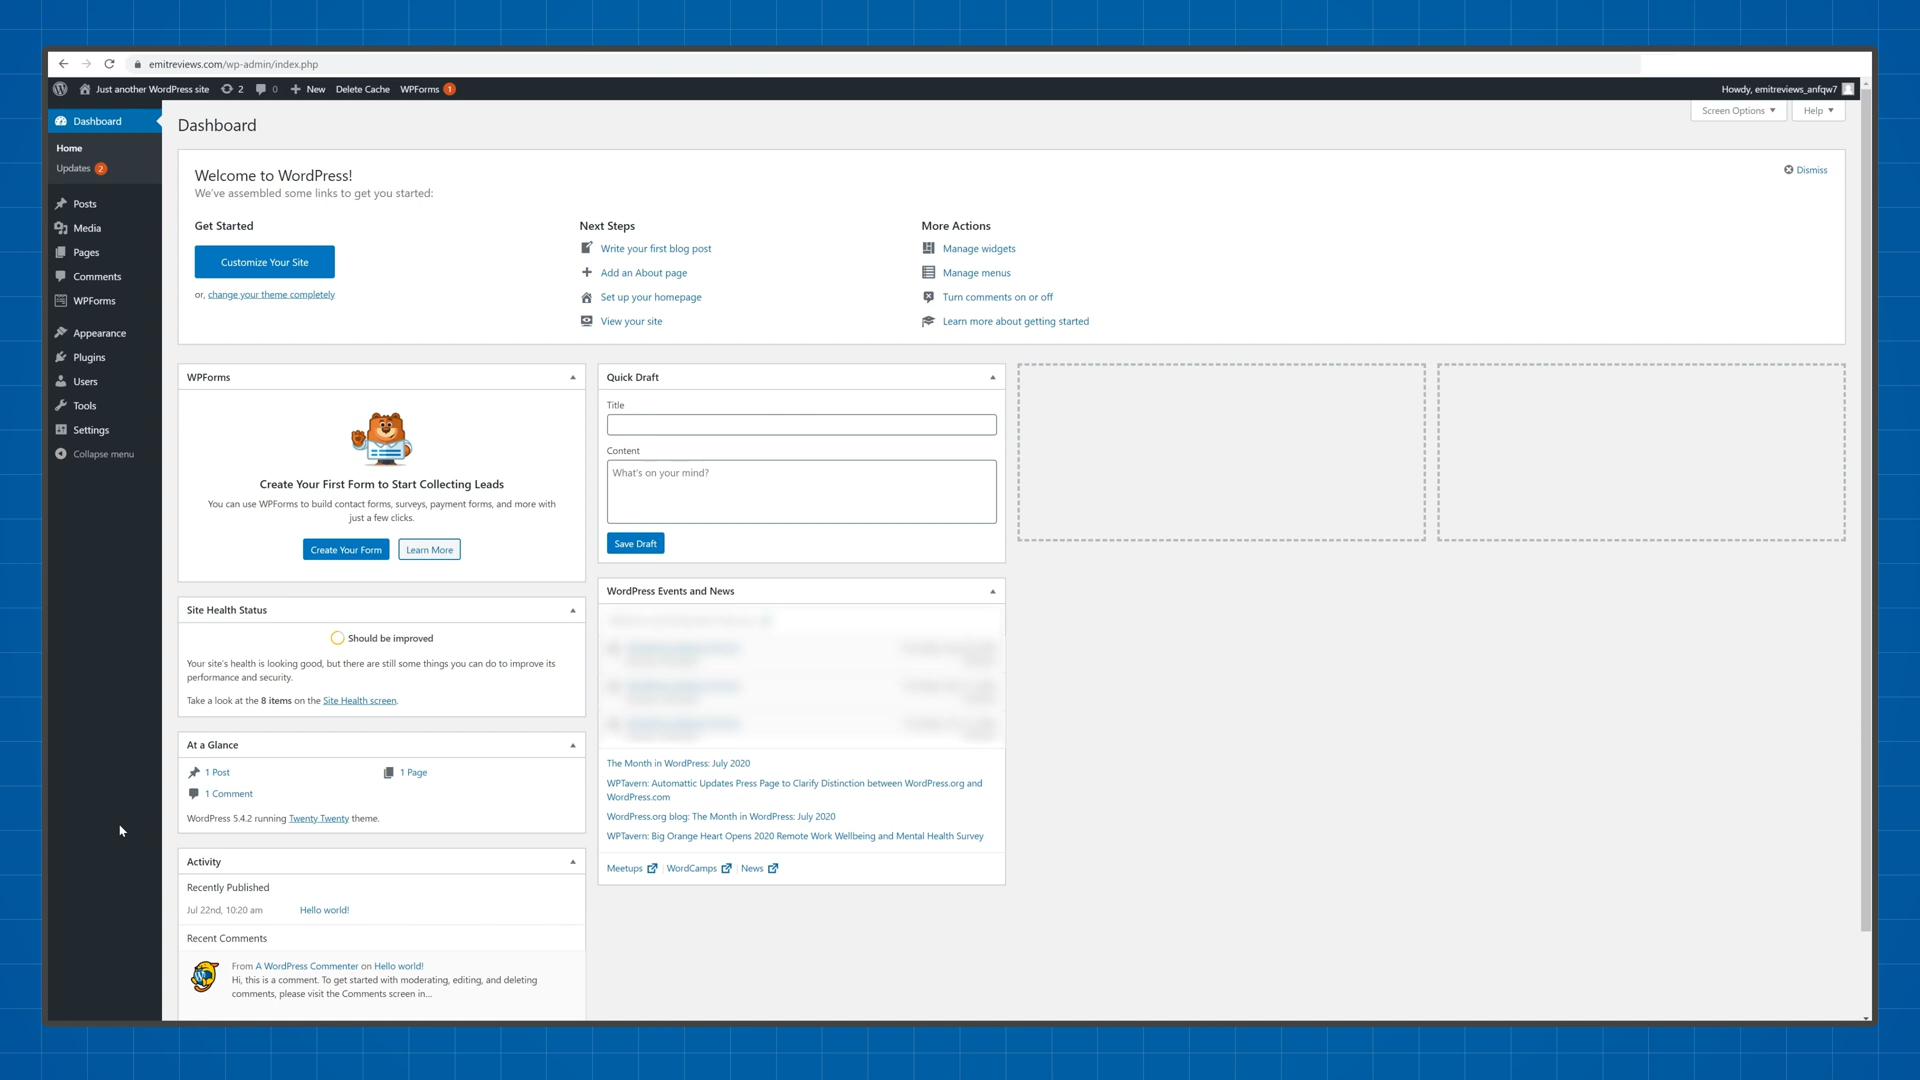 emitreviews.com/wp-admin/index.php
Just another WordPress site 2 0 New Delete Cache WPForms 1 Howdy, emitreviews_anfqw7
Dashboard
Home
Updates 2
Posts
Media
Pages
Comments
WPForms
Appearance
Plugins
Users
Tools
Settings
Collapse menu
Dashboard
Screen Options Help
Welcome to WordPress!
We've assembled some links to get you started:
Dismiss
Get Started
Customize Your Site
or, change your theme completely
Next Steps
Write your first blog post
Add an About page
Set up your homepage
View your site
More Actions
Manage widgets
Manage menus
Turn comments on or off
Learn more about getting started
WPForms
Create Your First Form to Start Collecting Leads
You can use WPForms to build contact forms, surveys, payment forms, and more with
just a few clicks.
Create Your Form Learn More
Site Health Status
Should be improved
Your site's health is looking good, but there are still some things you can do to improve its
performance and security.
Take a look at the 8 items on the Site Health screen.
At a Glance
1 Post 1 Page
1 Comment
WordPress 5.4.2 running Twenty Twenty theme.
Activity
Recently Published
Jul 22nd, 10:20 am Hello world!
Recent Comments
From A WordPress Commenter on Hello world!
Hi, this is a comment. To get started with moderating, editing, and deleting
comments, please visit the Comments screen in...
Quick Draft
Title
Content
What's on your mind?
Save Draft
WordPress Events and News
The Month in WordPress: July 2020
WPTavern: Automattic Updates Press Page to Clarify Distinction between WordPress.org and
WordPress.com
WordPress.org blog: The Month in WordPress: July 2020
WPTavern: Big Orange Heart Opens 2020 Remote Work Wellbeing and Mental Health Survey
Meetups | WordCamps | News